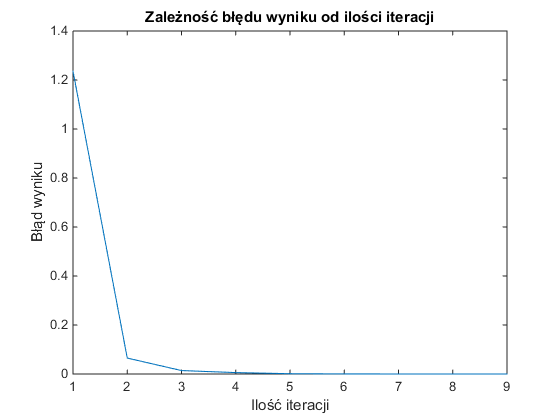 Zależność błędu wyniku od ilości iteracji
1.4
1.2
1
0.8
0.6
0.4
0.2
0
Błąd wyniku
1 2 3 4 5 6 7 8 9
Ilość iteracji